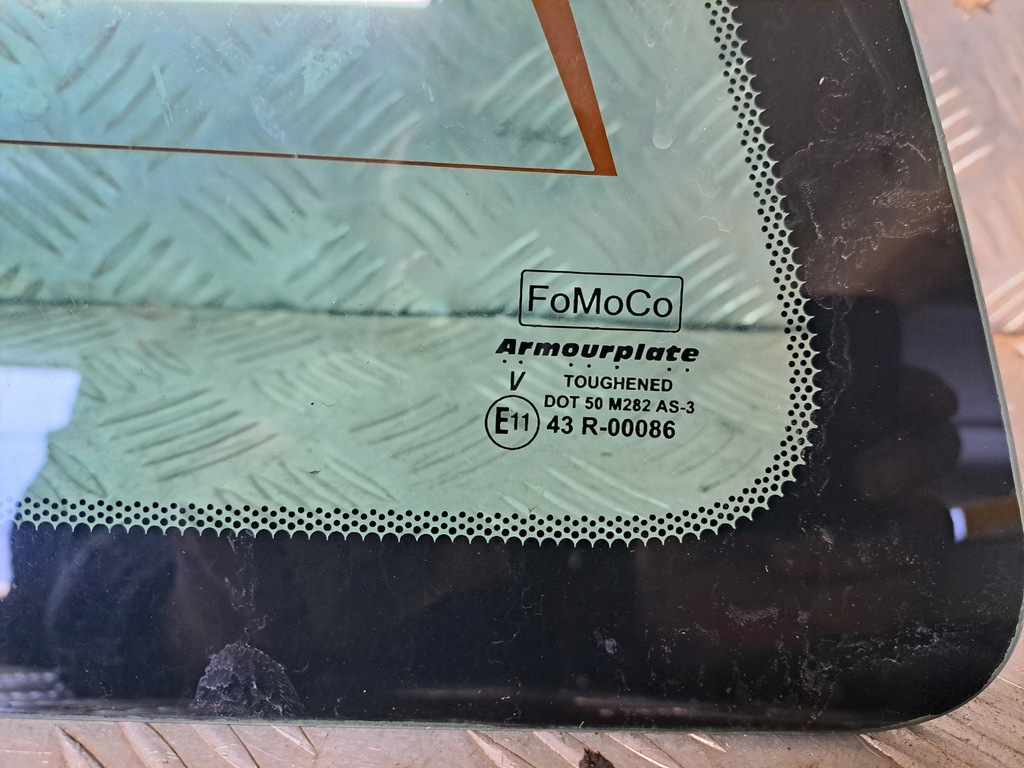 FoMoCo
Armourplate
V TOUGHENED
DOT 50 M282 AS-3
E11 43 R-00086